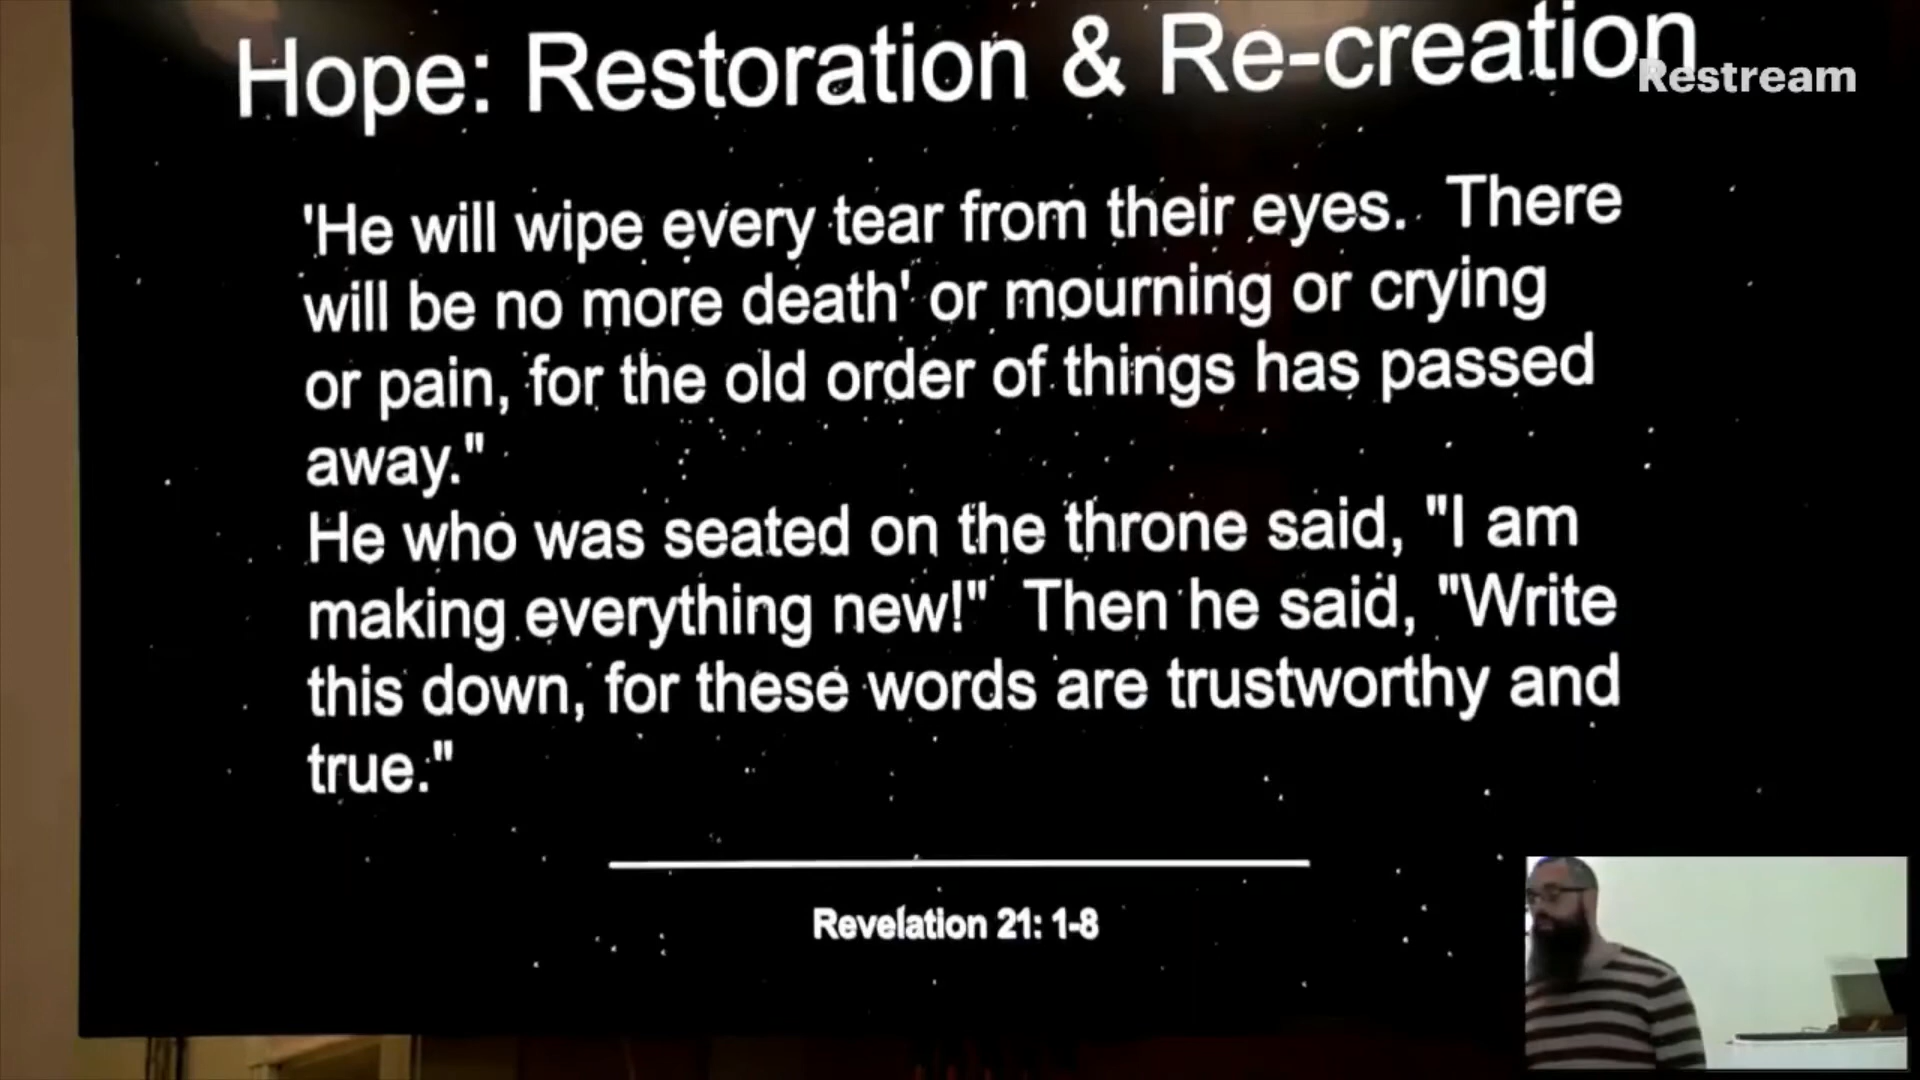 Hope: Restoration & Re-creation
Restream
'He will wipe every tear from their eyes. There
will be no more death' or mourning or crying
or pain, for the old order of things has passed
away."
He who was seated on the throne said, "I am
making everything new!" Then he said, "Write
this down, for these words are trustworthy and
true."
Revelation 21: 1-8